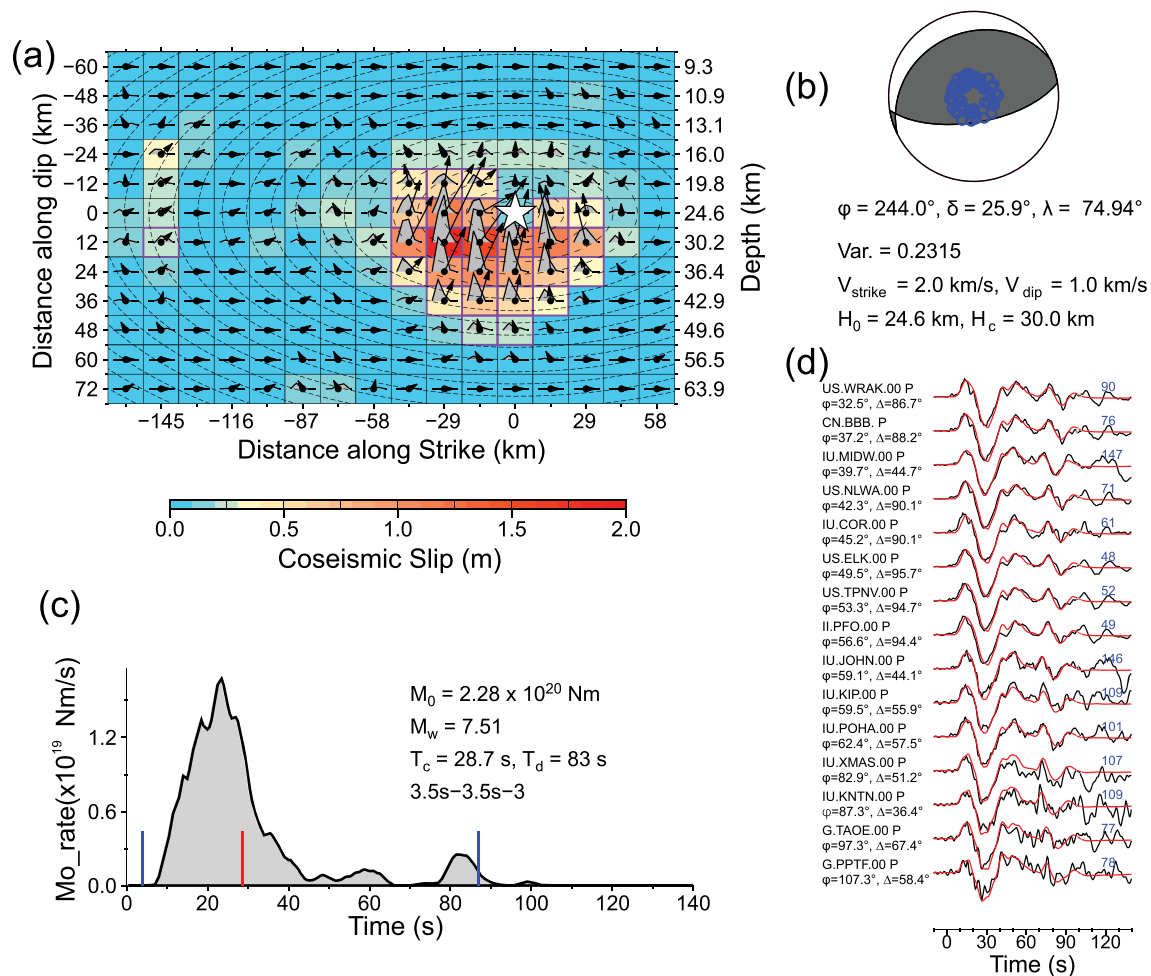 (a)
Distance along dip (km)
−60
−48
−36
−24
−12
0
12
24
36
48
60
72
9.3
10.9
13.1
16.0
19.8
24.6
30.2
36.4
42.9
49.6
56.5
63.9
Depth (km)
−145 −116 −87 −58 −29 0 29 58
Distance along Strike (km)
0.0 0.5 1.0 1.5 2.0
Coseismic Slip (m)
(b)
φ = 244.0°, δ = 25.9°, λ = 74.94°
Var. = 0.2315
Vstrike = 2.0 km/s, Vdip = 1.0 km/s
H0 = 24.6 km, Hc = 30.0 km
(c)
Mo_rate(x10^19 Nm/s)
1.2
0.6
0.0
M0 = 2.28 x 10^20 Nm
Mw = 7.51
Tc = 28.7 s, Td = 83 s
3.5s−3.5s−3
0 20 40 60 80 100 120 140
Time (s)
(d)
US.WRAK.00 P 90
φ=32.5°, Δ=86.7°
CN.BBB. P 76
φ=37.2°, Δ=88.2°
IU.MIDW.00 P 147
φ=39.7°, Δ=44.7°
US.NLWA.00 P 71
φ=42.3°, Δ=90.1°
IU.COR.00 P 61
φ=45.2°, Δ=90.1°
US.ELK.00 P 48
φ=49.5°, Δ=95.7°
US.TPNV.00 P 52
φ=53.3°, Δ=94.7°
II.PFO.00 P 49
φ=56.6°, Δ=94.4°
IU.JOHN.00 P 146
φ=59.1°, Δ=44.1°
IU.KIP.00 P 109
φ=59.5°, Δ=55.9°
IU.POHA.00 P 101
φ=62.4°, Δ=57.5°
IU.XMAS.00 P 107
φ=82.9°, Δ=51.2°
IU.KNTN.00 P 109
φ=87.3°, Δ=36.4°
G.TAOE.00 P 77
φ=97.3°, Δ=67.4°
G.PPTF.00 P 78
φ=107.3°, Δ=58.4°
0 30 60 90 120
Time (s)